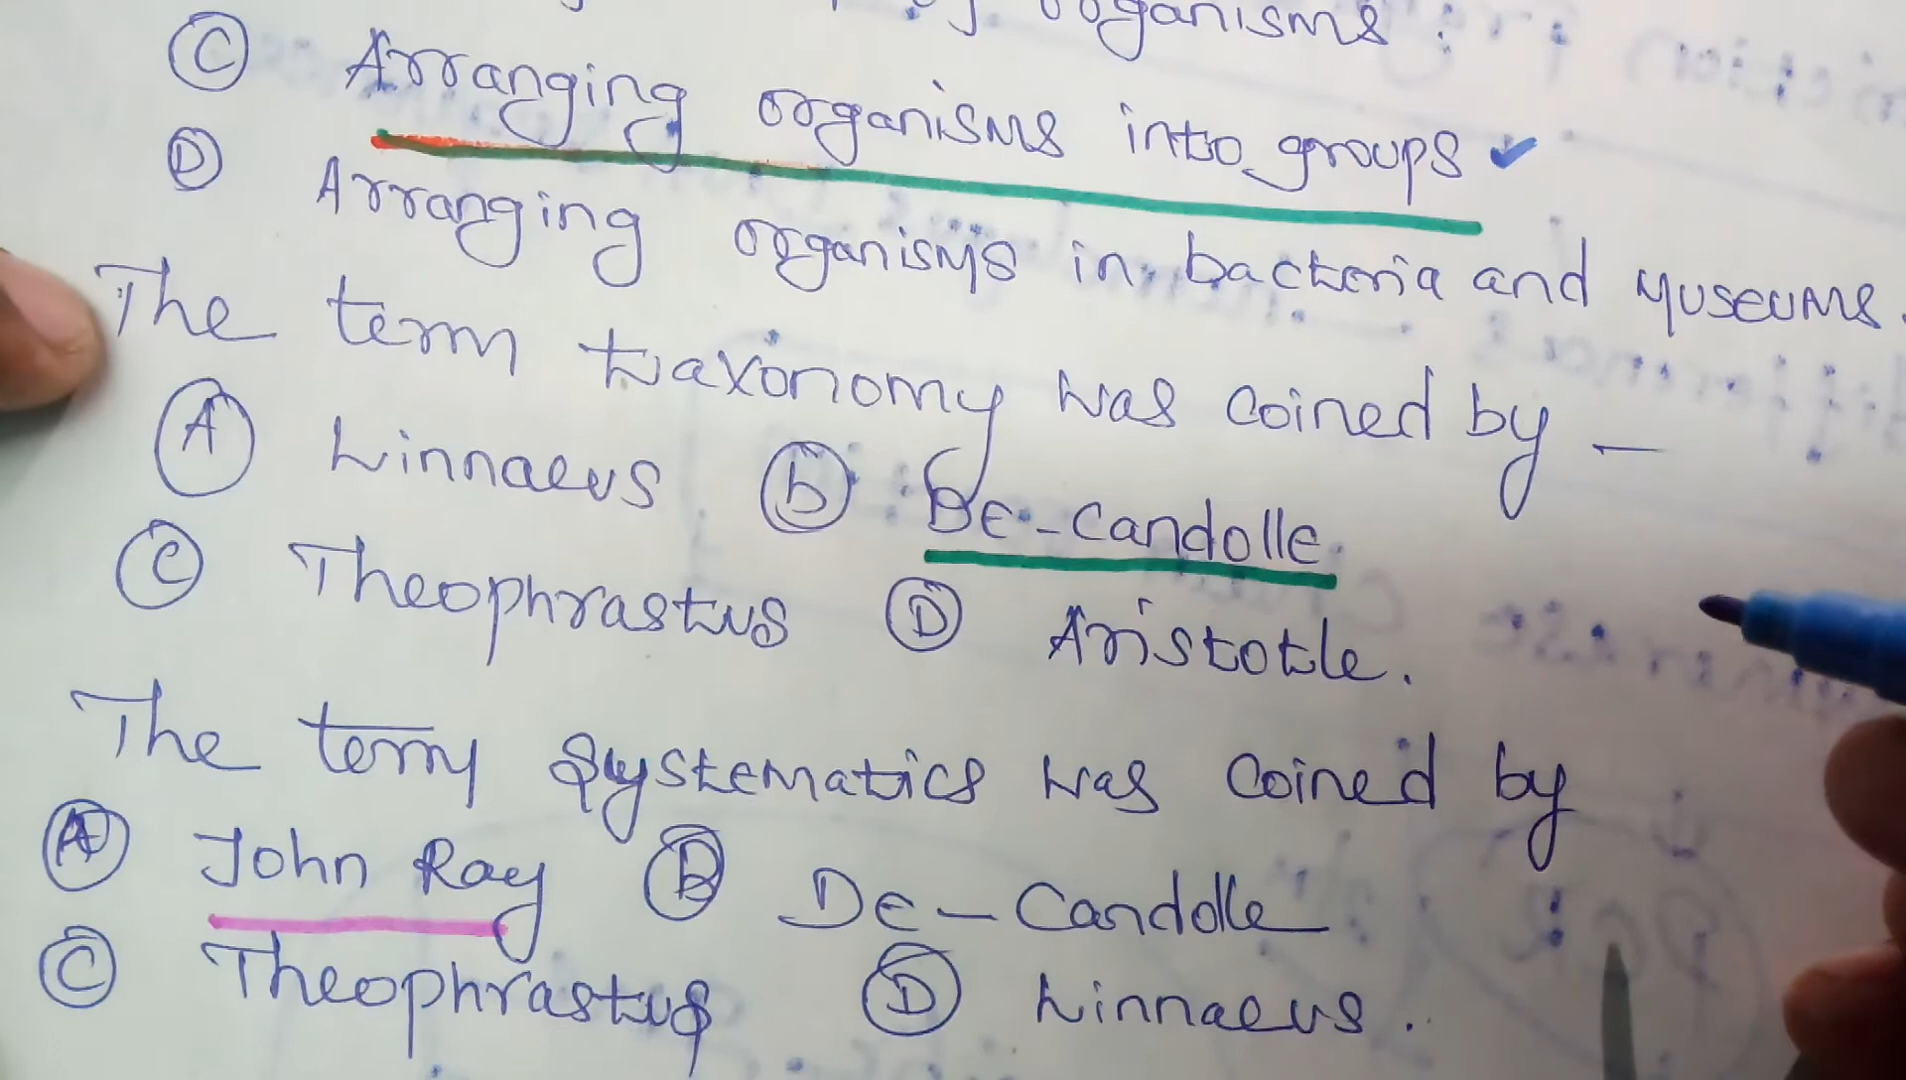 organisms.
C Arranging organisms into groups ✓
D Arranging organisms in bacteria and museums.
The term taxonomy was coined by —
A Linnaeus b De-Candolle.
C Theophrastus D Aristotle.
The term systematics was coined by
A John Ray B De-Candolle
C Theophrastus D Linnaeus.